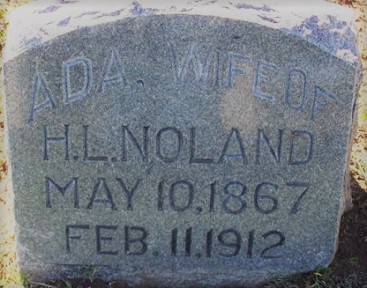 ADA. WIFE OF
H.L. NOLAND
MAY 10, 1867
FEB. 11, 1912